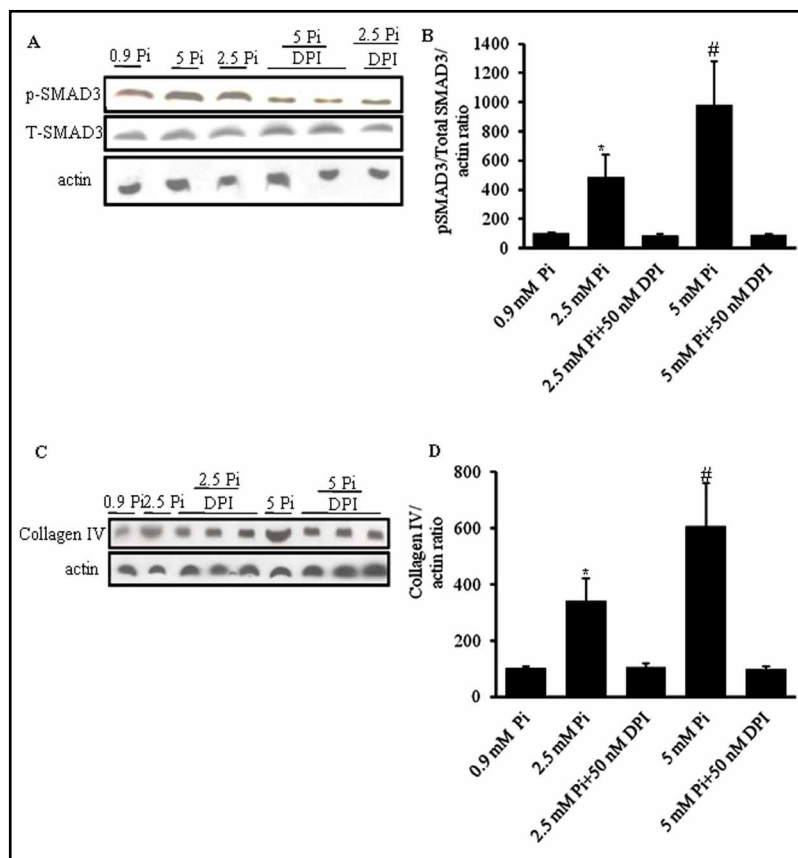 A
0.9 Pi 5 Pi 2.5 Pi 5 Pi DPI 2.5 Pi DPI
p-SMAD3
T-SMAD3
actin
B
pSMAD3/Total SMAD3/
actin ratio
1400
1200
1000
800
600
400
200
0
*
#
0.9 mM Pi
2.5 mM Pi
2.5 mM Pi+50 nM DPI
5 mM Pi
5 mM Pi+50 nM DPI
C
0.9 Pi 2.5 Pi 2.5 Pi DPI 5 Pi 5 Pi DPI
Collagen IV
actin
D
Collagen IV/
actin ratio
800
600
400
200
0
*
#
0.9 mM Pi
2.5 mM Pi
2.5 mM Pi+50 nM DPI
5 mM Pi
5 mM Pi+50 nM DPI